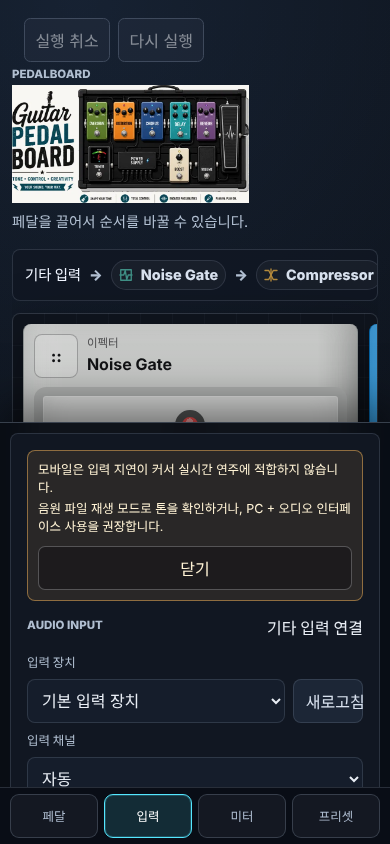 실행 취소 다시 실행
PEDALBOARD
Guitar
PEDAL
BOARD
페달을 끌어서 순서를 바꿀 수 있습니다.
기타 입력 → Noise Gate → Compressor
이펙터
Noise Gate
모바일은 입력 지연이 커서 실시간 연주에 적합하지 않습니
다.
음원 파일 재생 모드로 톤을 확인하거나, PC + 오디오 인터페
이스 사용을 권장합니다.
닫기
AUDIO INPUT 기타 입력 연결
입력 장치
기본 입력 장치 새로고침
입력 채널
자동
페달 입력 미터 프리셋